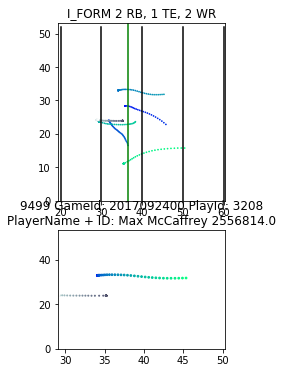 I_FORM 2 RB, 1 TE, 2 WR
50
40
30
20
10
0
20 30 40 50 60
9499 GameId: 2017092400 PlayId: 3208
PlayerName + ID: Max McCaffrey 2556814.0
40
20
0
30 35 40 45 50